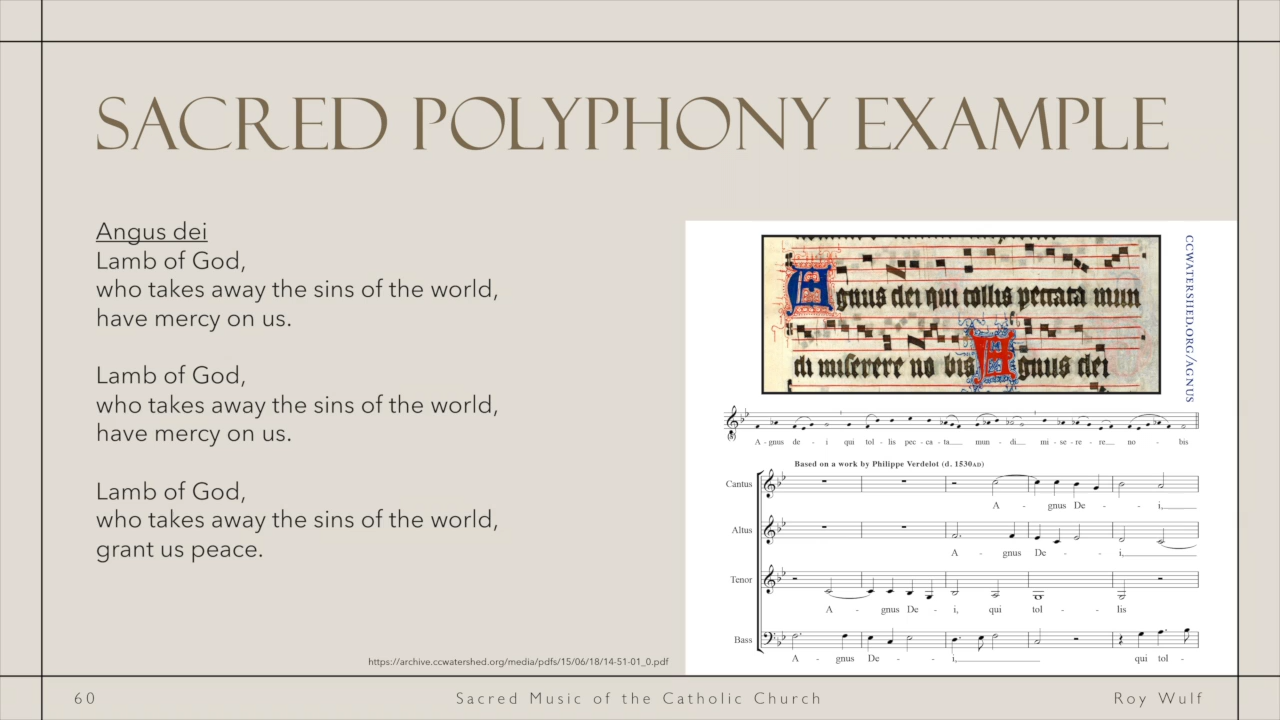 SACRED POLYPHONY EXAMPLE
Angus dei
Lamb of God,
who takes away the sins of the world,
have mercy on us.
Lamb of God,
who takes away the sins of the world,
have mercy on us.
Lamb of God,
who takes away the sins of the world,
grant us peace.
https://archive.ccwatershed.org/media/pdfs/15/06/18/14-51-01_0.pdf
Agnus dei qui tollis peccata mun
di miserere no bis Agnus dei
CCWATERSHED.ORG/AGNUS
A - gnus de - i qui tol - lis pec - ca - ta mun - di mi - se - re - re no - bis
Based on a work by Philippe Verdelot (d. 1530AD)
Cantus
A - gnus De - i,
Altus
A - gnus De - i,
Tenor
A - gnus De - i, qui tol - lis
Bass
A - gnus De - i, qui tol -
60
Sacred Music of the Catholic Church
Roy Wulf